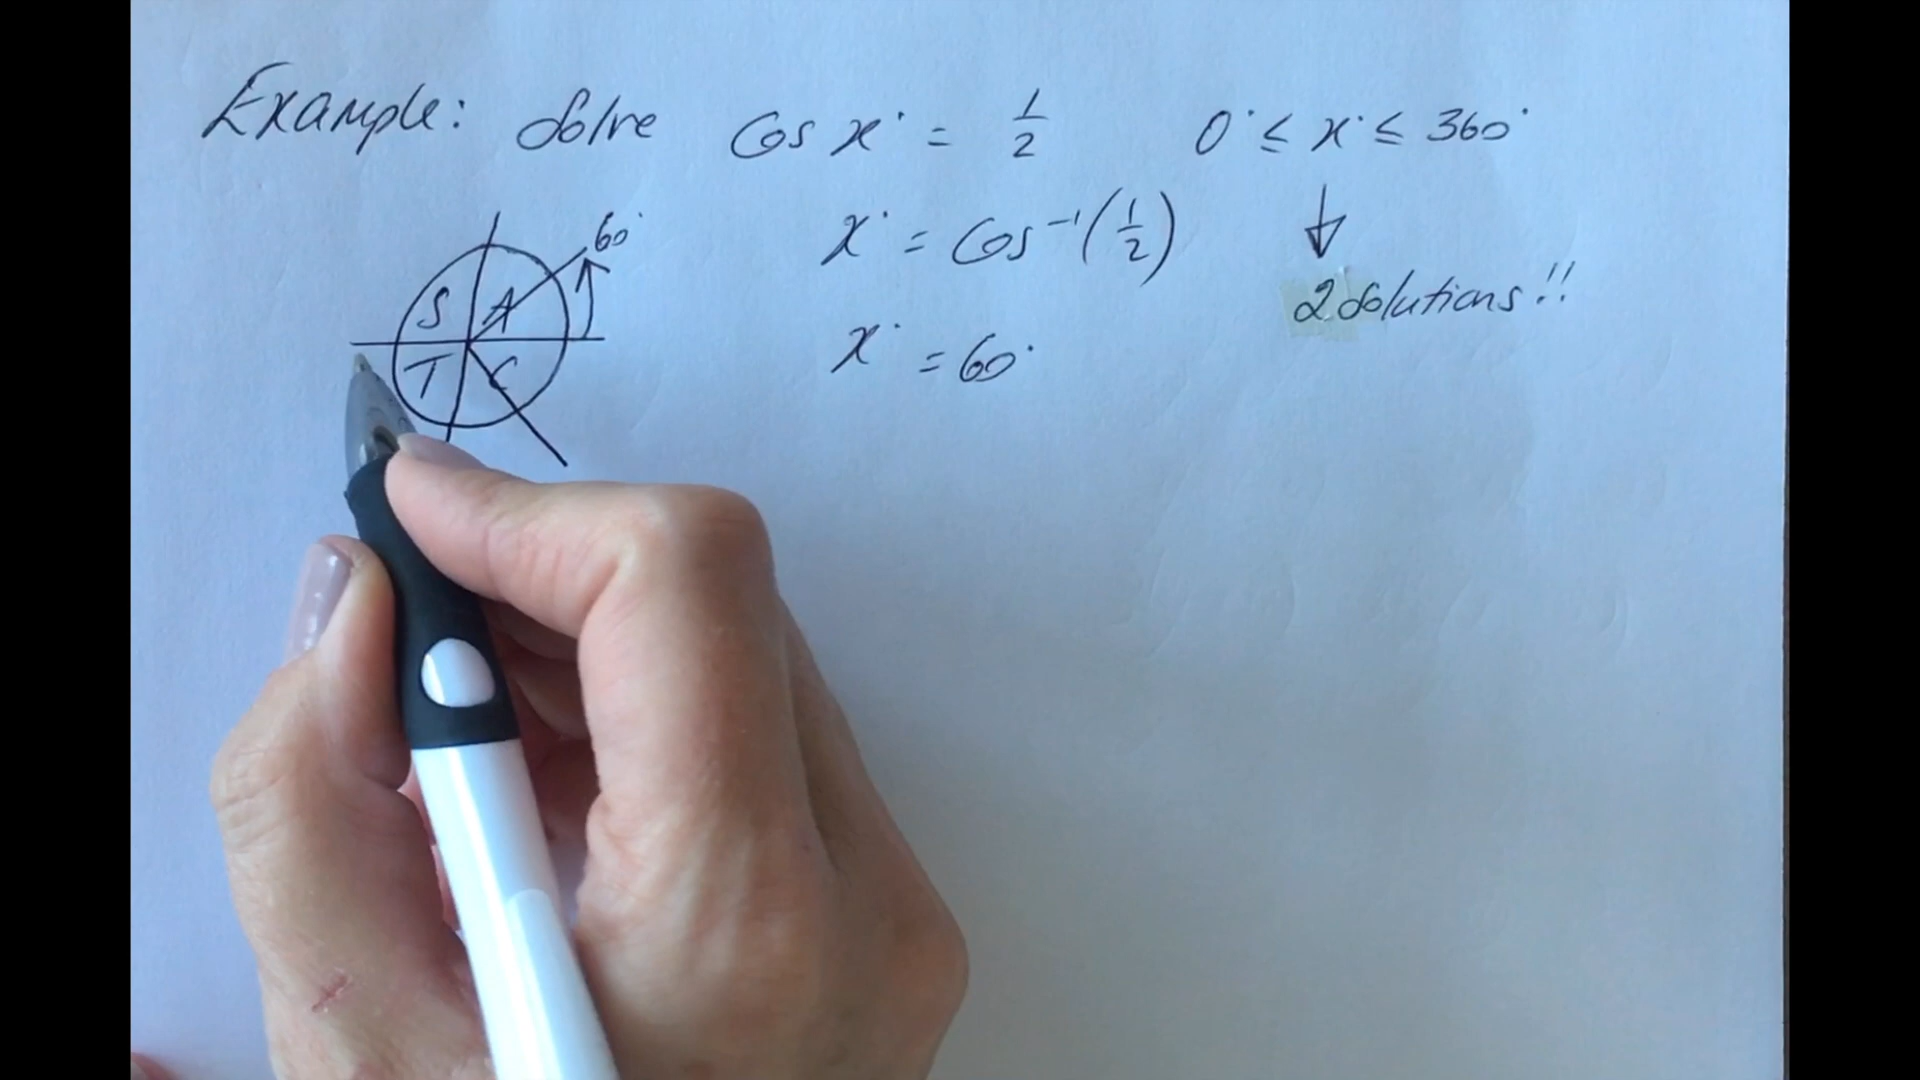 Example: Solve cos x° = 1/2 0° ≤ x° ≤ 360°
x° = cos⁻¹(1/2)
2 solutions!!
x° = 60°
60°
S A
T C